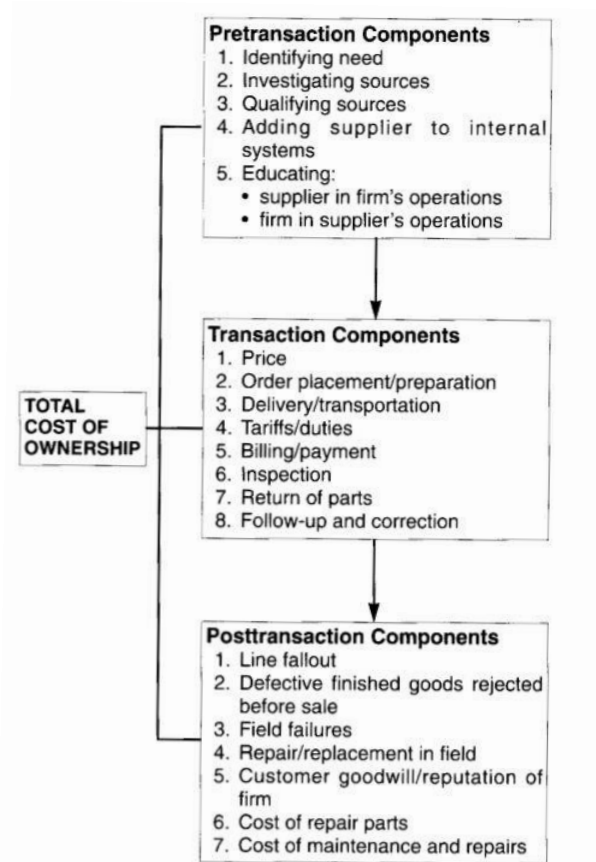 Pretransaction Components
1. Identifying need
2. Investigating sources
3. Qualifying sources
4. Adding supplier to internal
systems
5. Educating:
• supplier in firm's operations
• firm in supplier's operations
TOTAL
COST OF
OWNERSHIP
Transaction Components
1. Price
2. Order placement/preparation
3. Delivery/transportation
4. Tariffs/duties
5. Billing/payment
6. Inspection
7. Return of parts
8. Follow-up and correction
Posttransaction Components
1. Line fallout
2. Defective finished goods rejected
before sale
3. Field failures
4. Repair/replacement in field
5. Customer goodwill/reputation of
firm
6. Cost of repair parts
7. Cost of maintenance and repairs